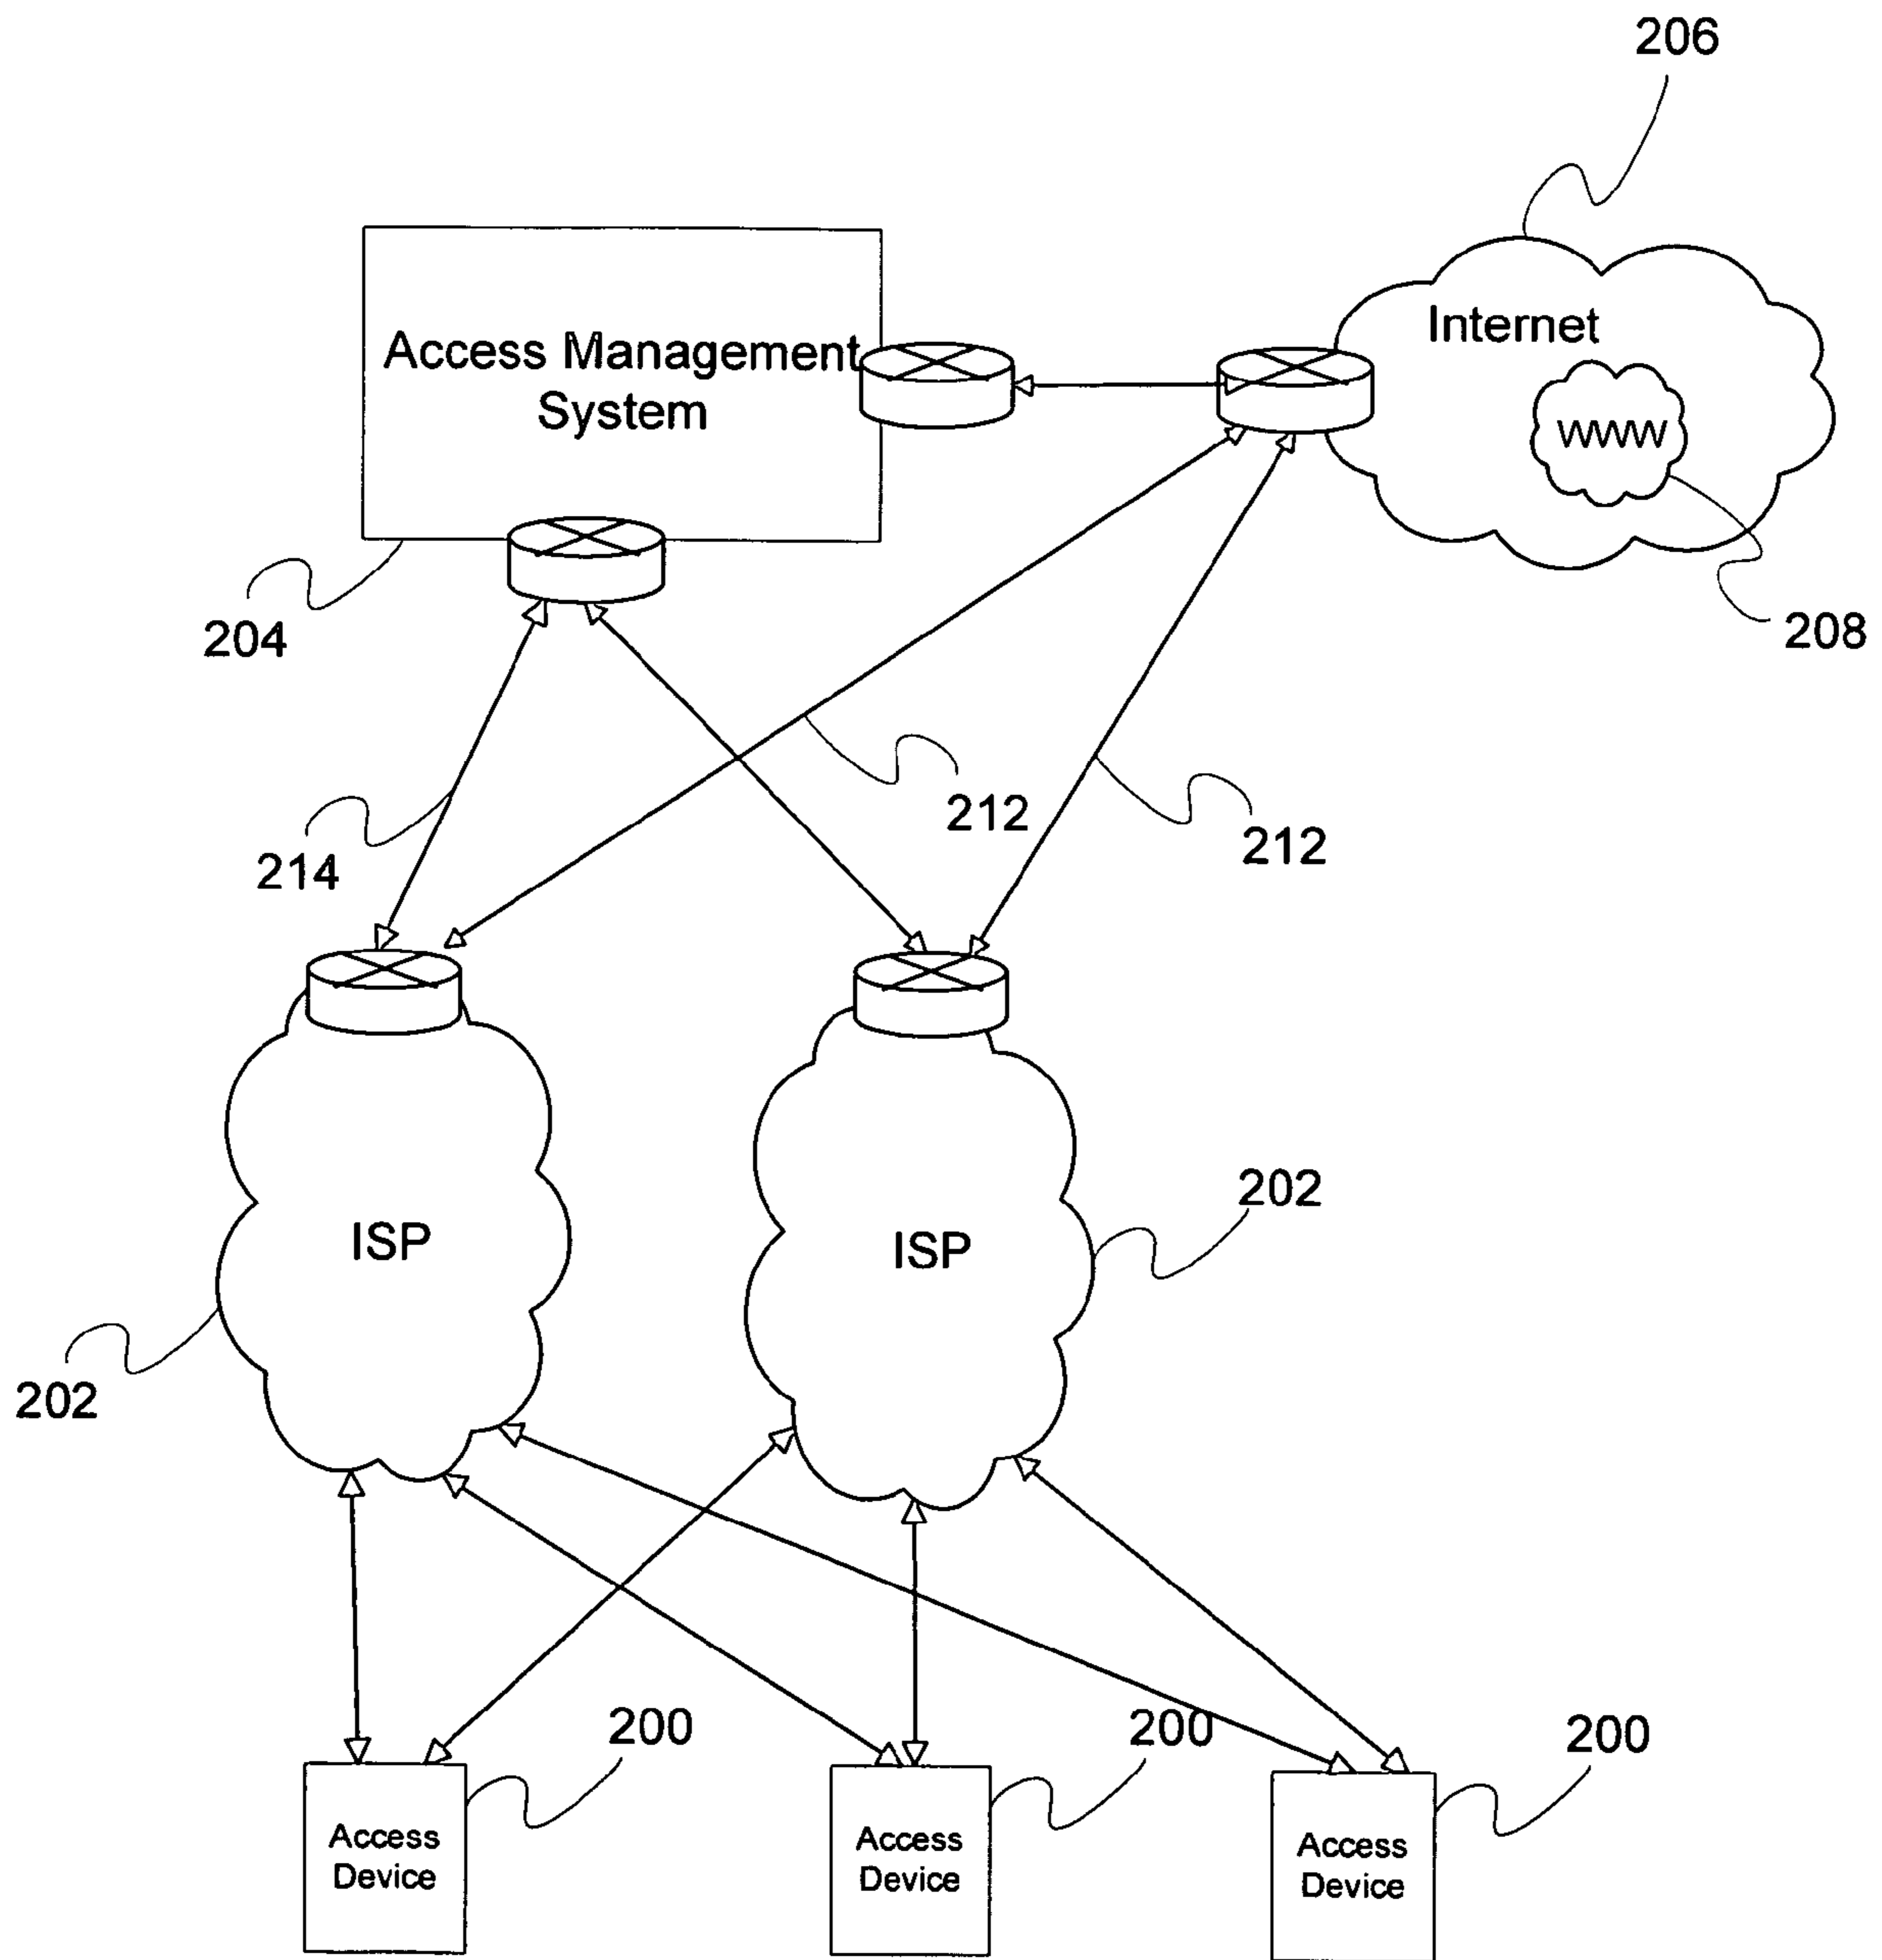 206
Internet
Access Management
System
WWW
204
208
212
212
214
202
ISP
ISP
202
200
200
200
Access
Device
Access
Device
Access
Device